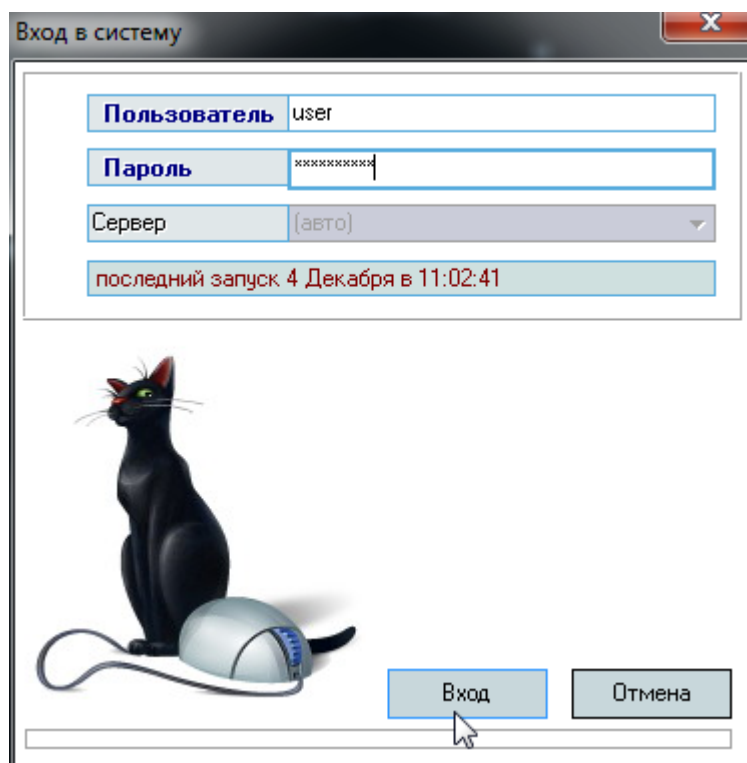 Вход в систему
Пользователь user
Пароль **********
Сервер (авто)
последний запуск 4 Декабря в 11:02:41
Вход Отмена